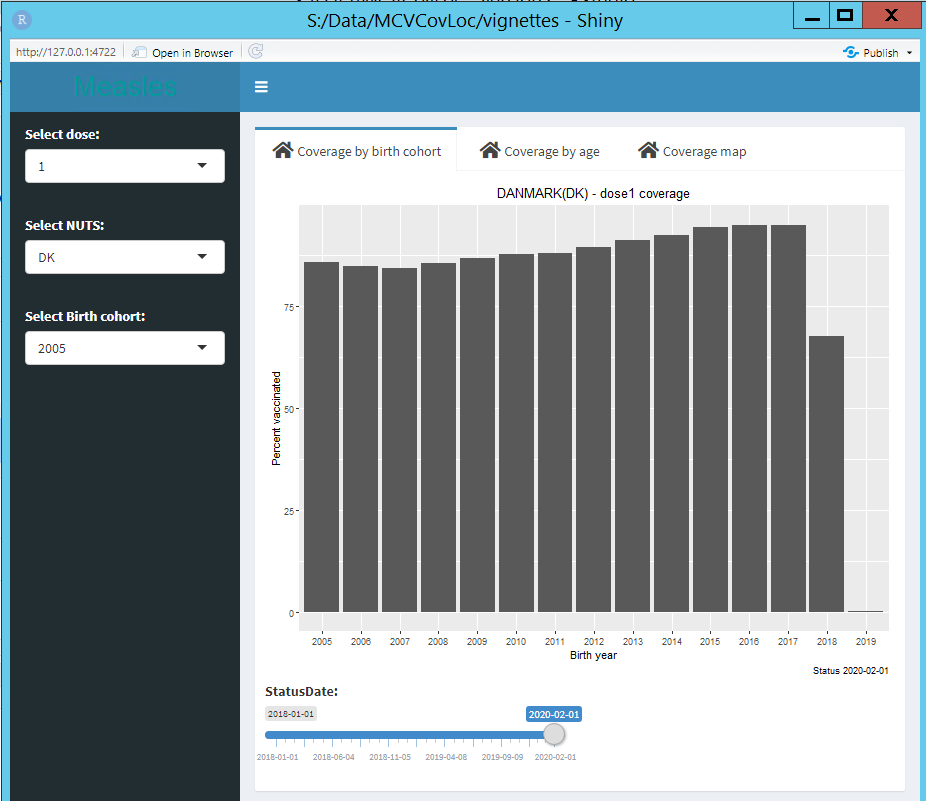 R
S:/Data/MCVCovLoc/vignettes - Shiny
http://127.0.0.1:4722
Open in Browser
Publish
Measles
Select dose:
1
Select NUTS:
DK
Select Birth cohort:
2005
Coverage by birth cohort
Coverage by age
Coverage map
DANMARK(DK) - dose1 coverage
Percent vaccinated
75
50
25
0
2005 2006 2007 2008 2009 2010 2011 2012 2013 2014 2015 2016 2017 2018 2019
Birth year
Status 2020-02-01
StatusDate:
2018-01-01
2020-02-01
2018-01-01 2018-06-04 2018-11-05 2019-04-08 2019-09-09 2020-02-01